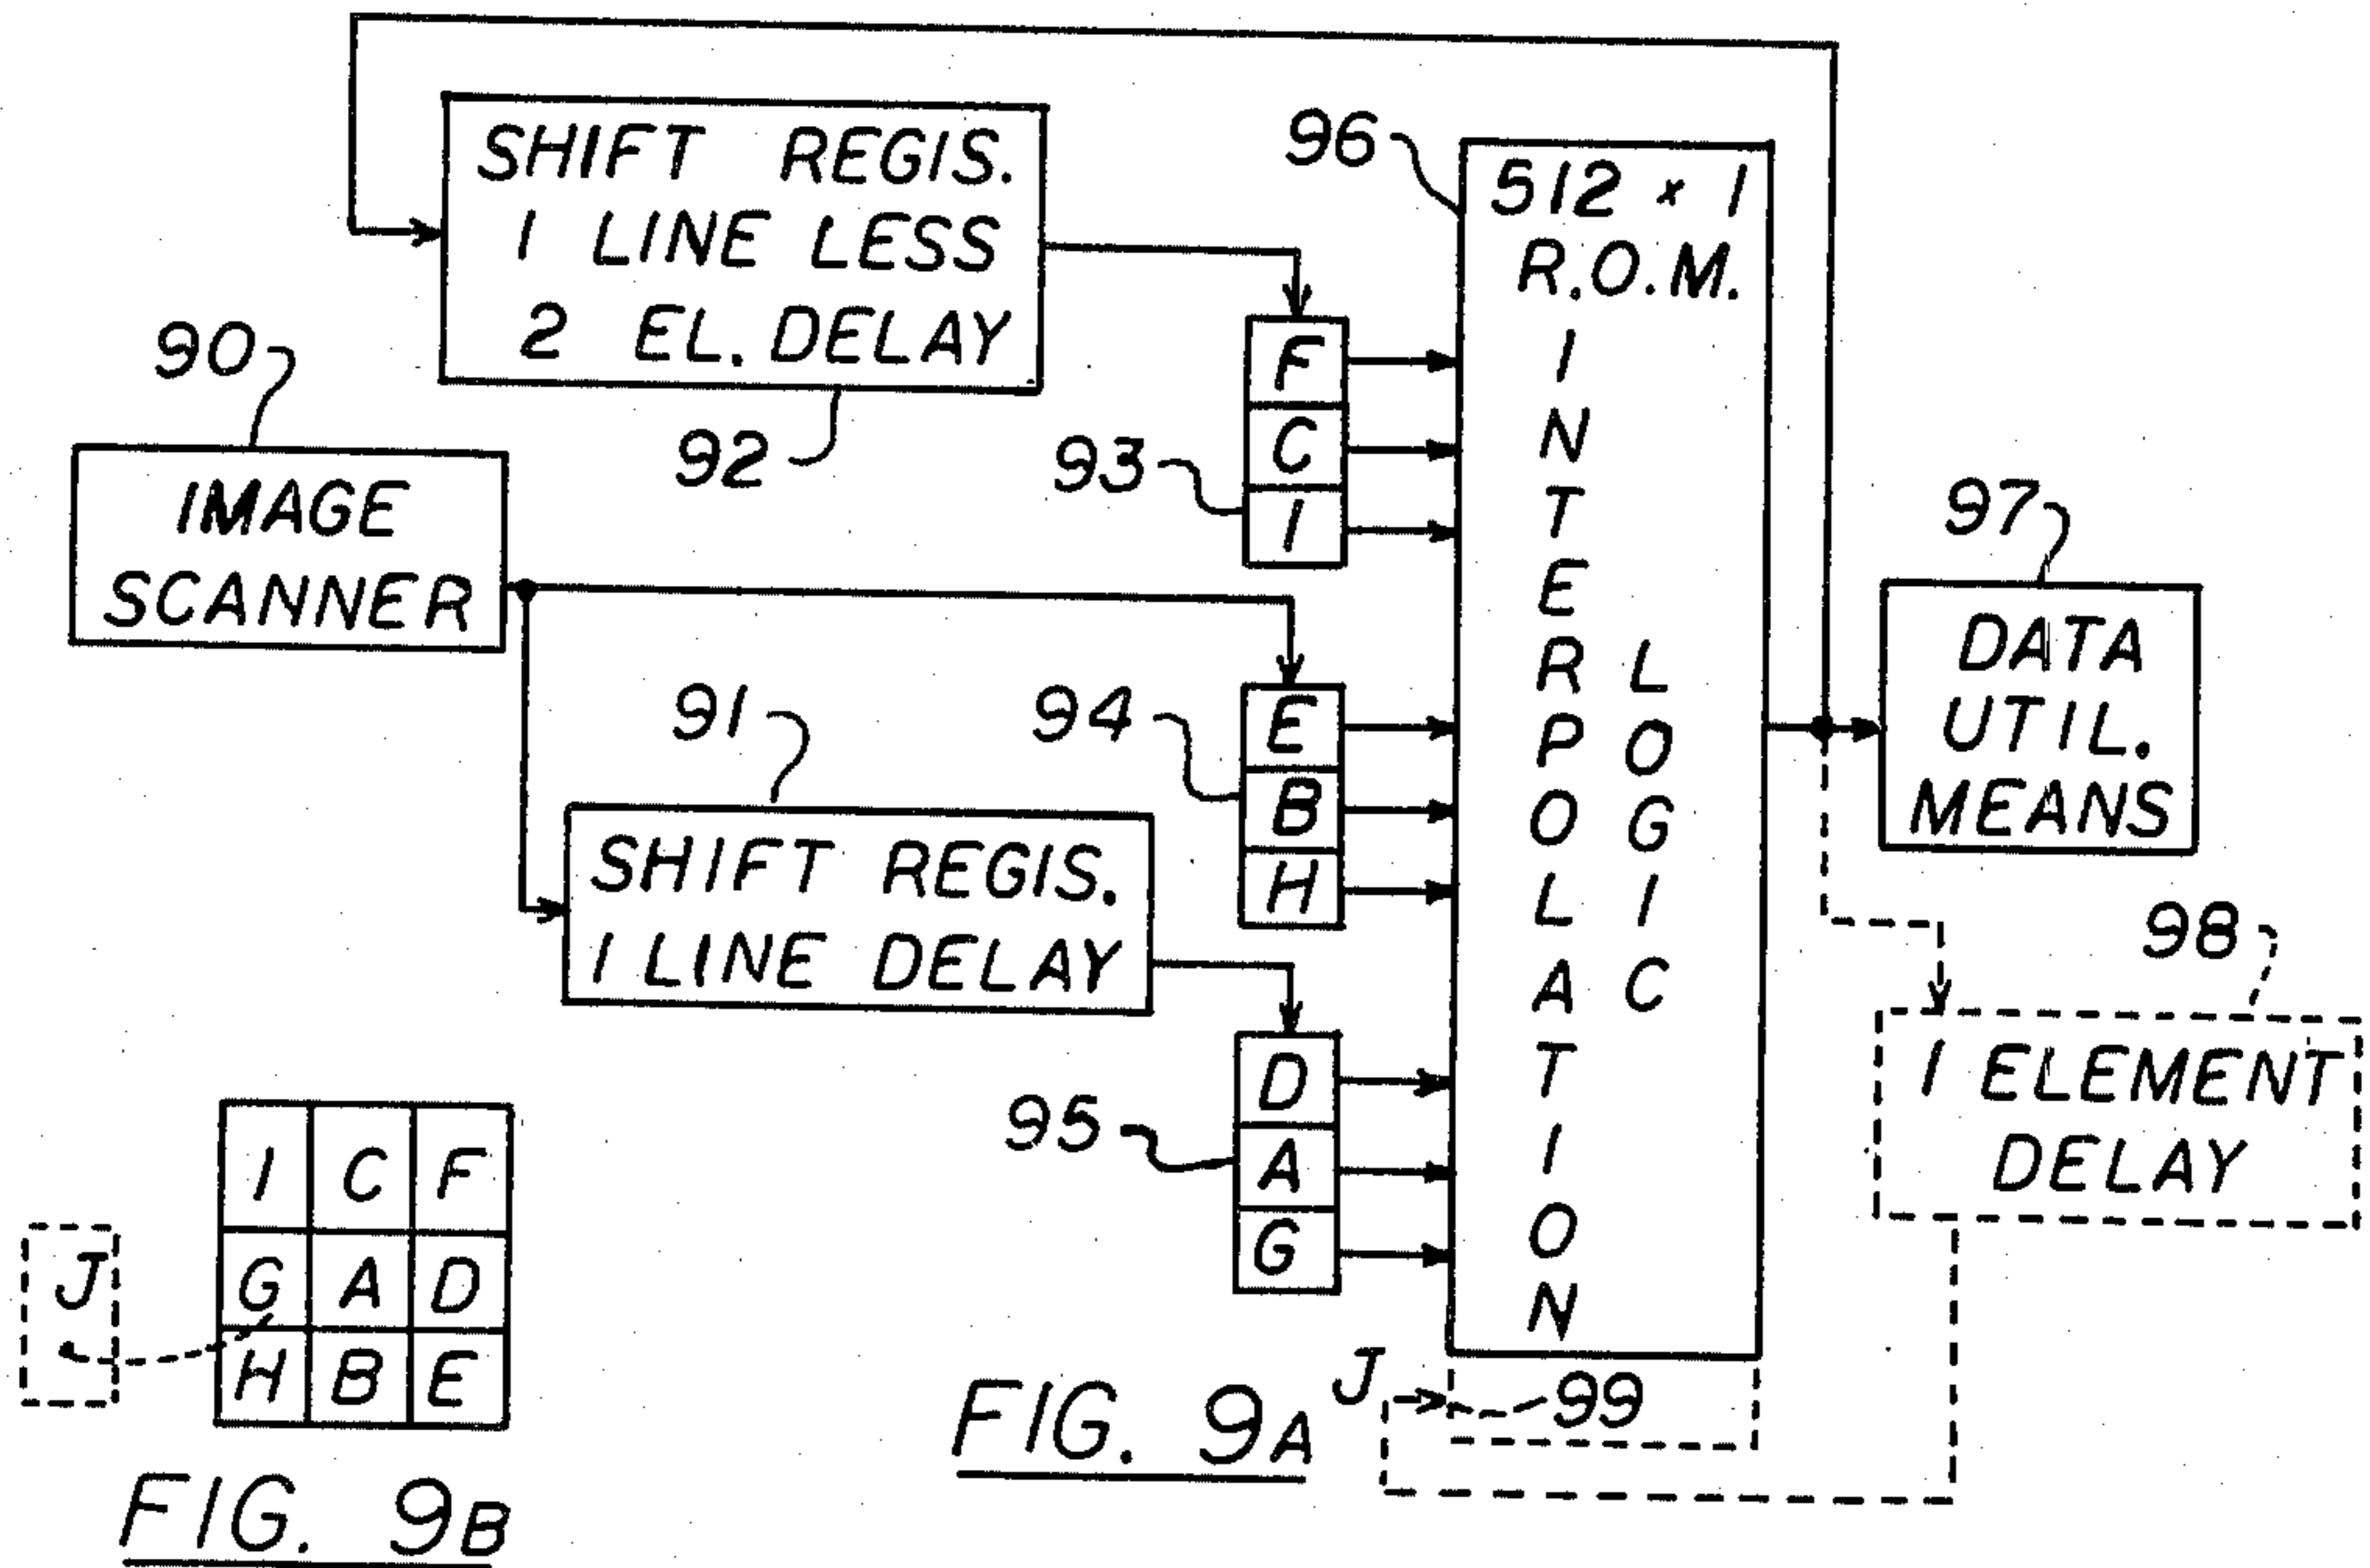 SHIFT REGIS.
1 LINE LESS
2 EL. DELAY
92
96
512 × 1
R.O.M.
INTERPOLATION
LOGIC
90
IMAGE
SCANNER
93
F
C
I
97
DATA
UTIL.
MEANS
91
SHIFT REGIS.
1 LINE DELAY
94
E
B
H
95
D
A
G
98
1 ELEMENT
DELAY
J
99
FIG. 9A
I C F
G A D
H B E
J
FIG. 9B